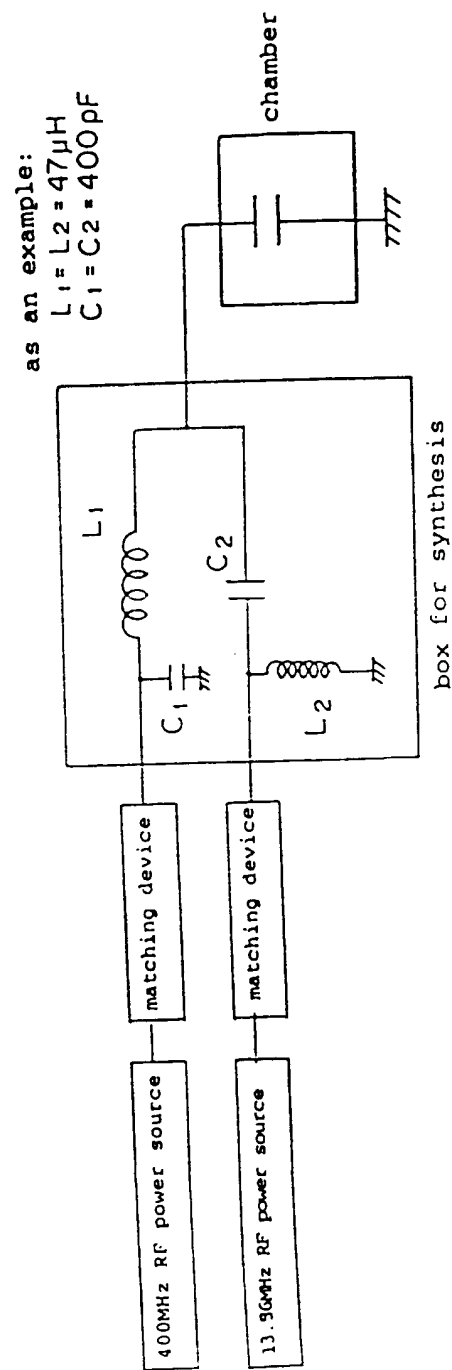 as an example:
L1 = L2 = 47μH
C1 = C2 = 400pF
chamber
L1
C1
C2
L2
box for synthesis
matching device
matching device
400MHz RF power source
13.56MHz RF power source